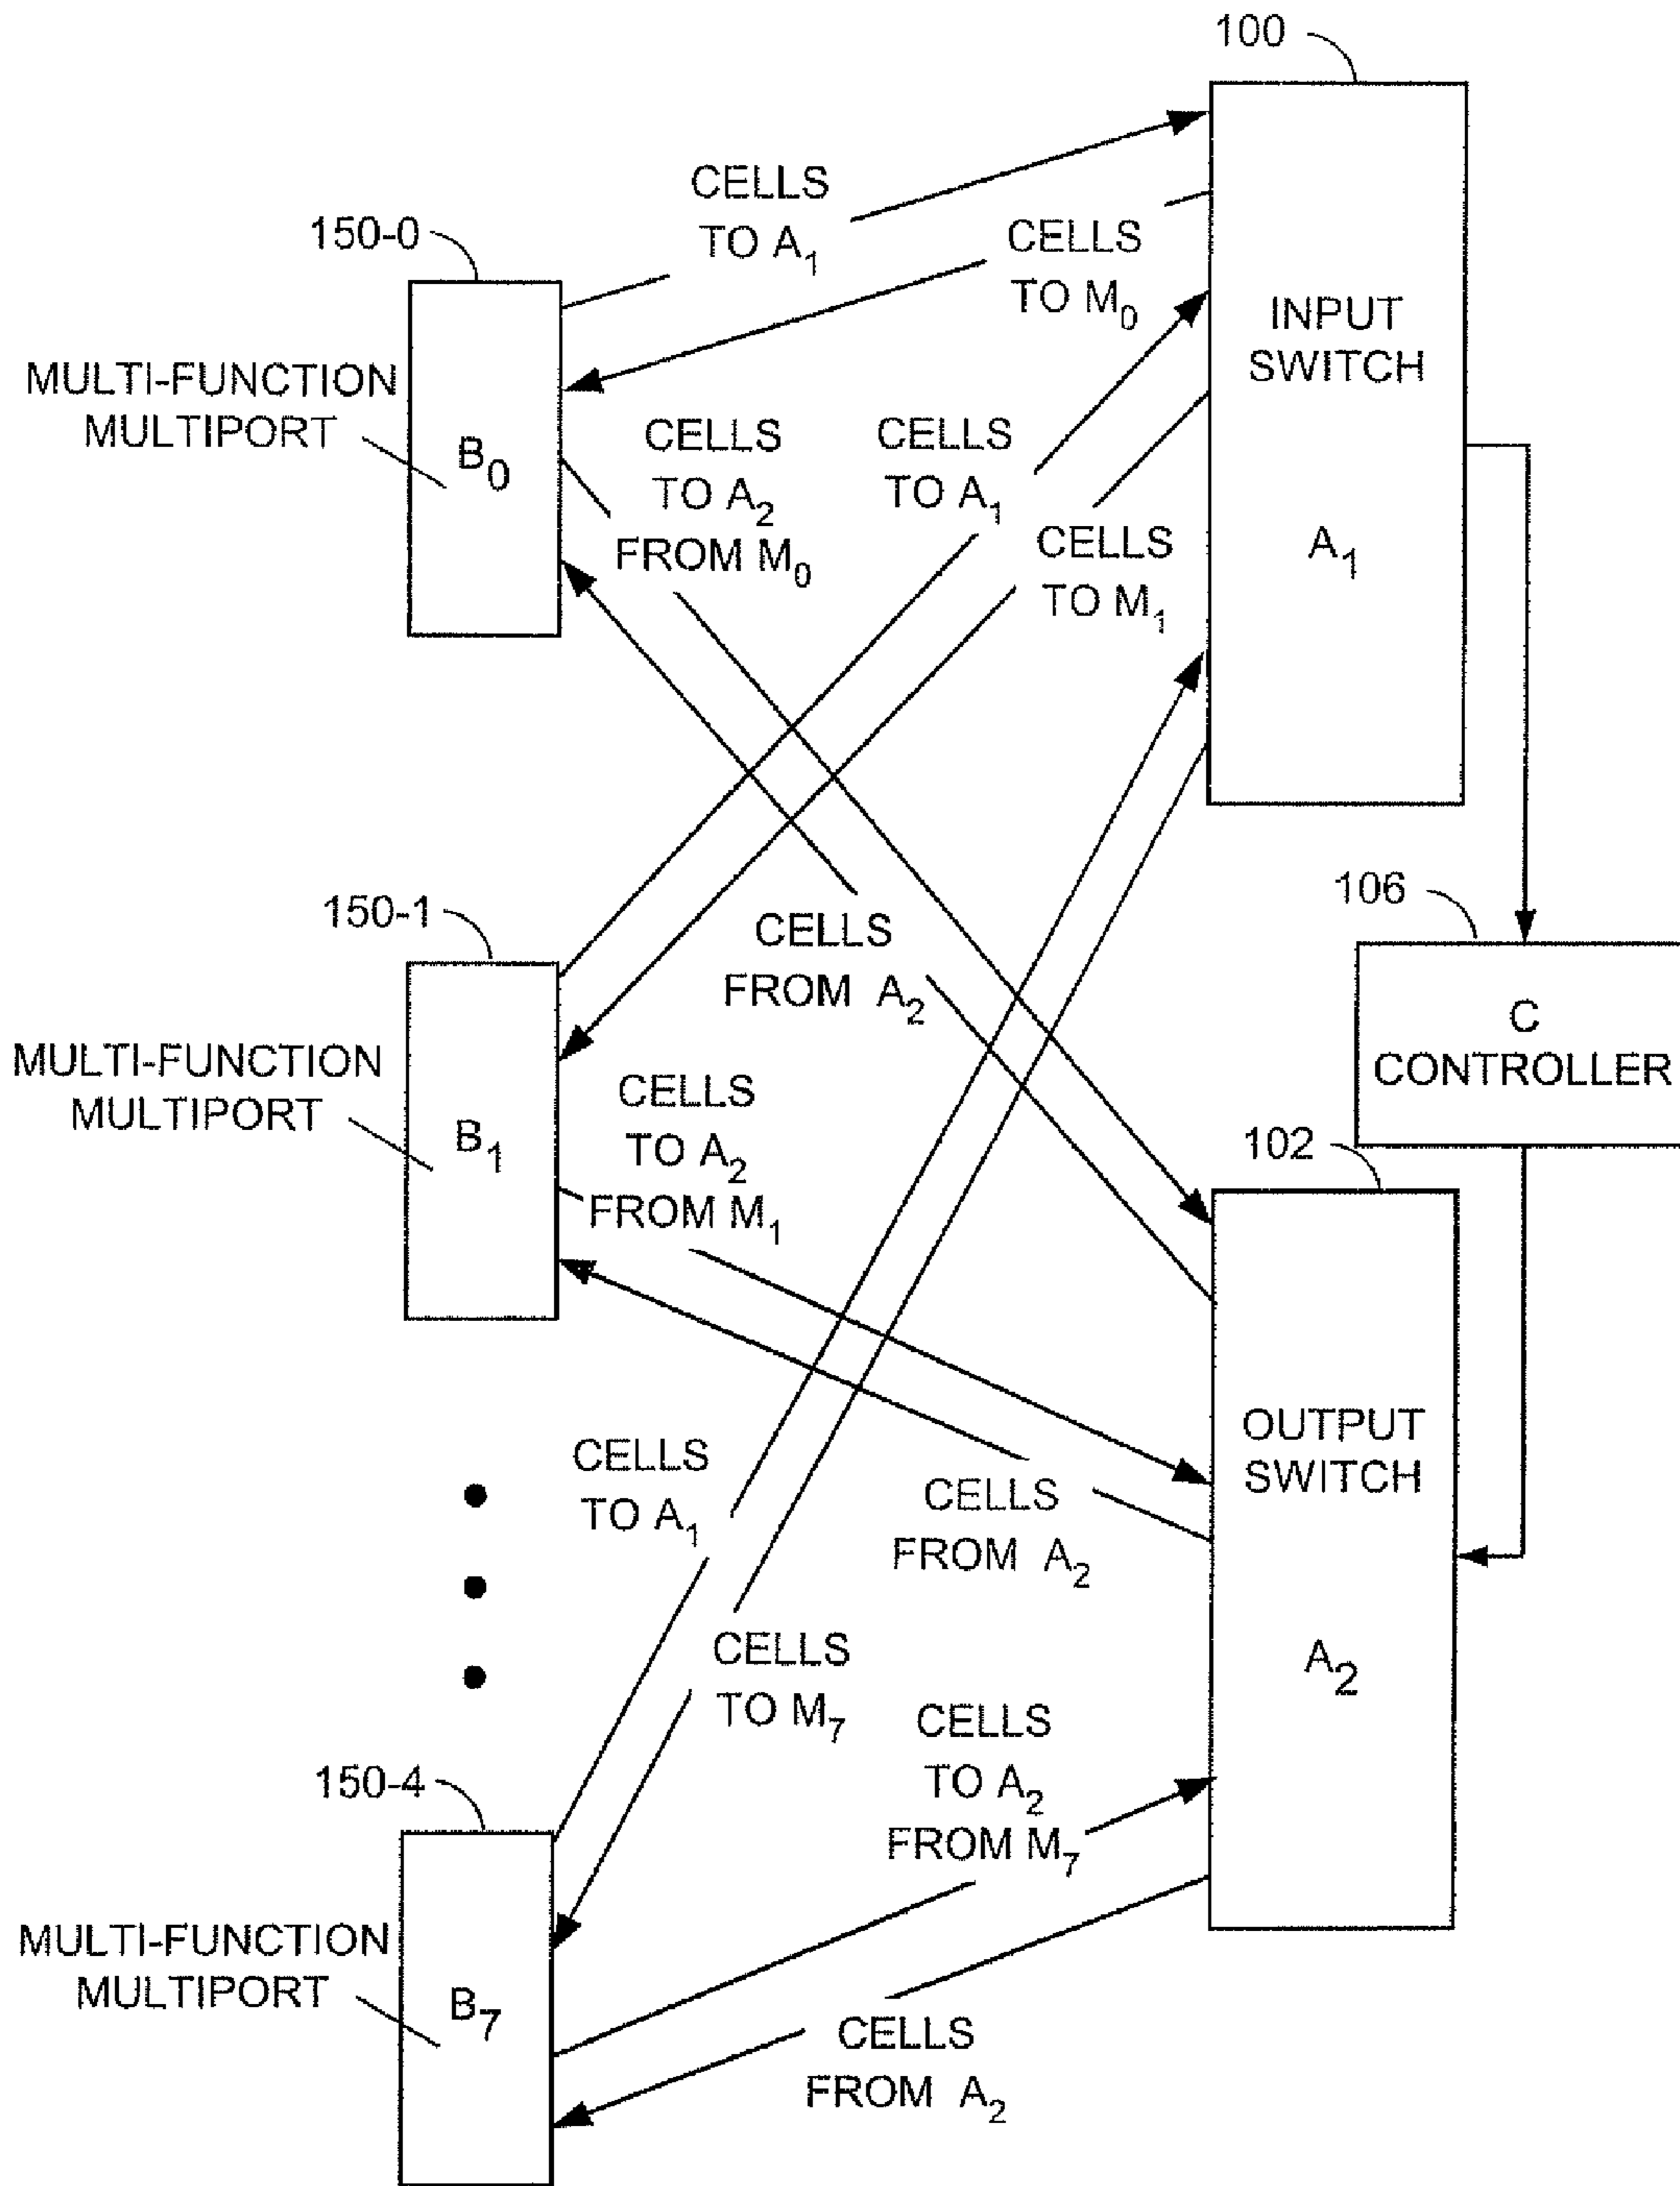 100
CELLS
TO A₁
150-0
CELLS
TO M₀
INPUT
SWITCH
A₁
MULTI-FUNCTION
MULTIPORT
B₀
CELLS
TO A₂
FROM M₀
CELLS
TO A₁
CELLS
TO M₁
150-1
CELLS
FROM A₂
106
C
CONTROLLER
MULTI-FUNCTION
MULTIPORT
B₁
CELLS
TO A₂
FROM M₁
102
OUTPUT
SWITCH
A₂
CELLS
TO A₁
CELLS
FROM A₂
CELLS
TO M₇
CELLS
TO A₂
FROM M₇
150-4
MULTI-FUNCTION
MULTIPORT
B₇
CELLS
FROM A₂